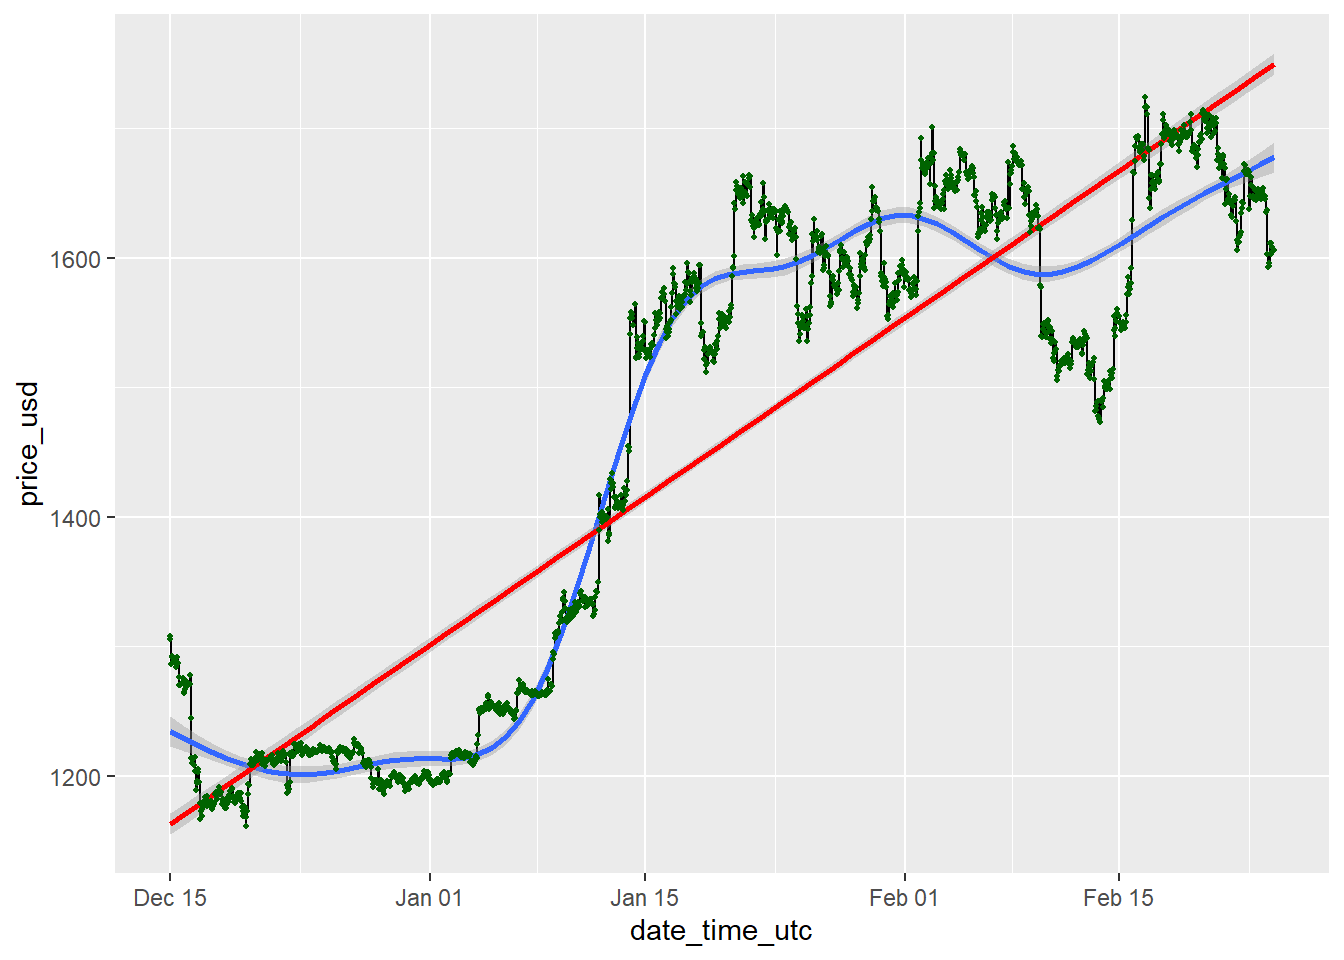 price_usd
1600
1400
1200
Dec 15
Jan 01
Jan 15
Feb 01
Feb 15
date_time_utc